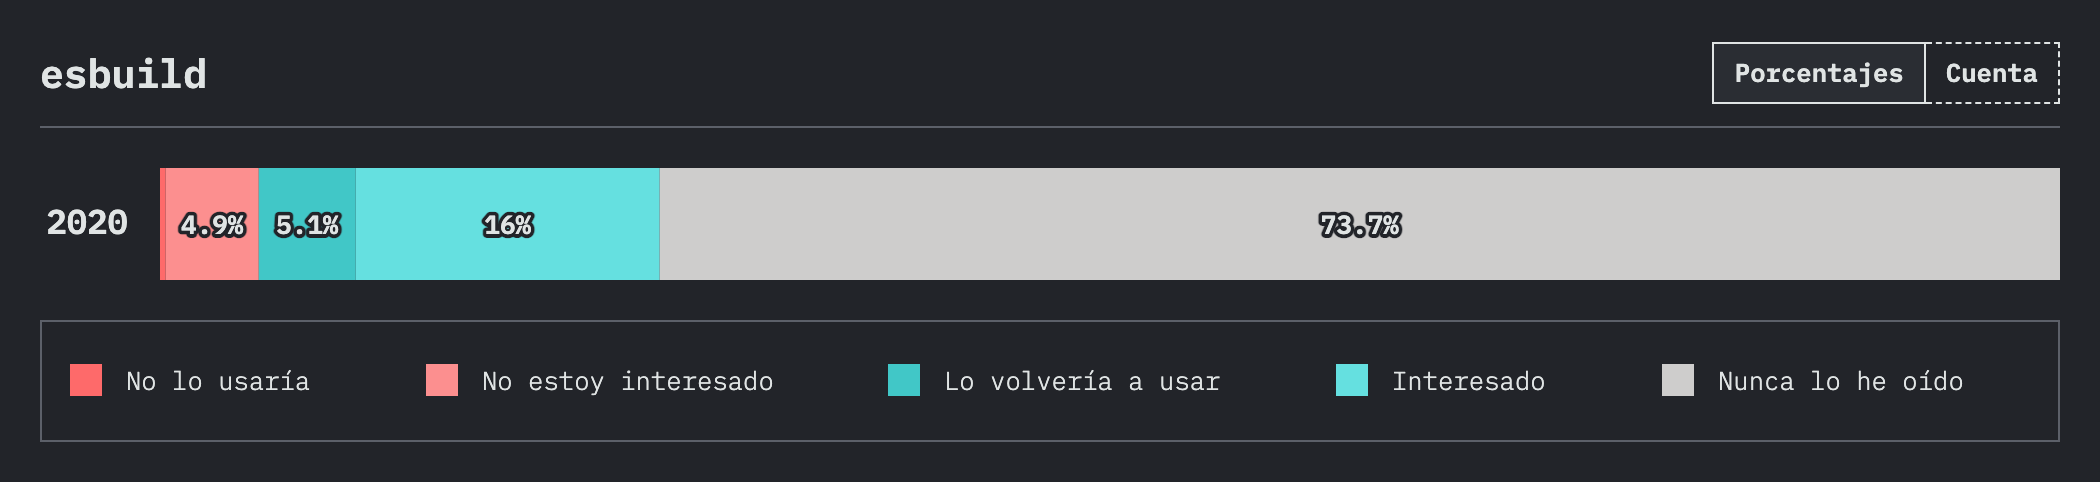 esbuild
Porcentajes Cuenta
2020 4.9% 5.1% 16% 73.7%
No lo usaría No estoy interesado Lo volvería a usar Interesado Nunca lo he oído